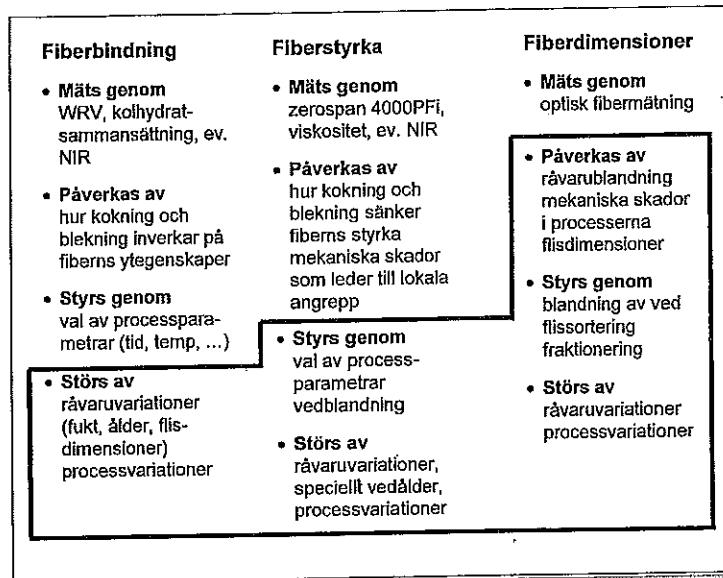 Fiberbindning
• Mäts genom
WRV, kolhydrat-
sammansättning, ev.
NIR
• Påverkas av
hur kokning och
blekning inverkar på
fiberns ytegenskaper
• Styrs genom
val av processpara-
metrar (tid, temp, ...)
• Störs av
råvaruvariationer
(fukt, ålder, flis-
dimensioner)
processvariationer
Fiberstyrka
• Mäts genom
zerospan 4000PFi,
viskositet, ev. NIR
• Påverkas av
hur kokning och
blekning sänker
fiberns styrka
mekaniska skador
som leder till lokala
angrepp
• Styrs genom
val av process-
parametrar
vedblandning
• Störs av
råvaruvariationer,
speciellt vedålder,
processvariationer
Fiberdimensioner
• Mäts genom
optisk fibermätning
• Påverkas av
råvarublandning
mekaniska skador
i processerna
flisdimensioner
• Styrs genom
blandning av ved
flissortering
fraktionering
• Störs av
råvaruvariationer
processvariationer